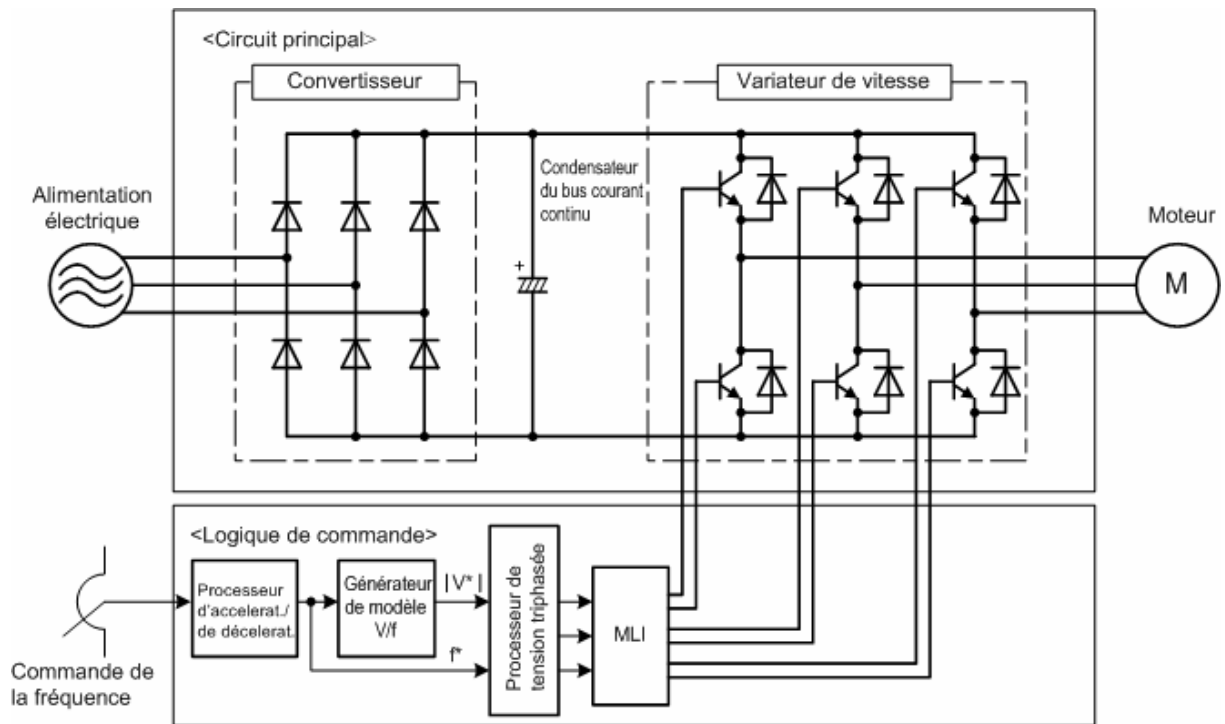 <Circuit principal>
Convertisseur
Variateur de vitesse
Alimentation
électrique
Condensateur
du bus courant
continu
+
Moteur
M
<Logique de commande>
Processeur
d'accelerat./
de décelerat.
Générateur
de modèle
V/f
|V*|
f*
Processeur de
tension triphasée
MLI
Commande de
la fréquence